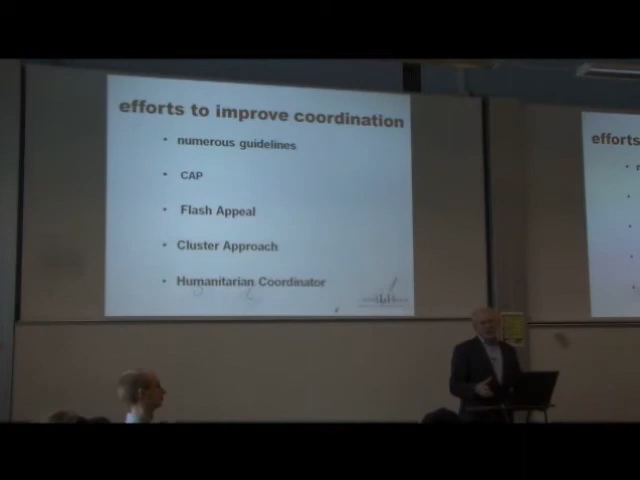 efforts to improve coordination
• numerous guidelines
• CAP
• Flash Appeal
• Cluster Approach
• Humanitarian Coordinator
efforts